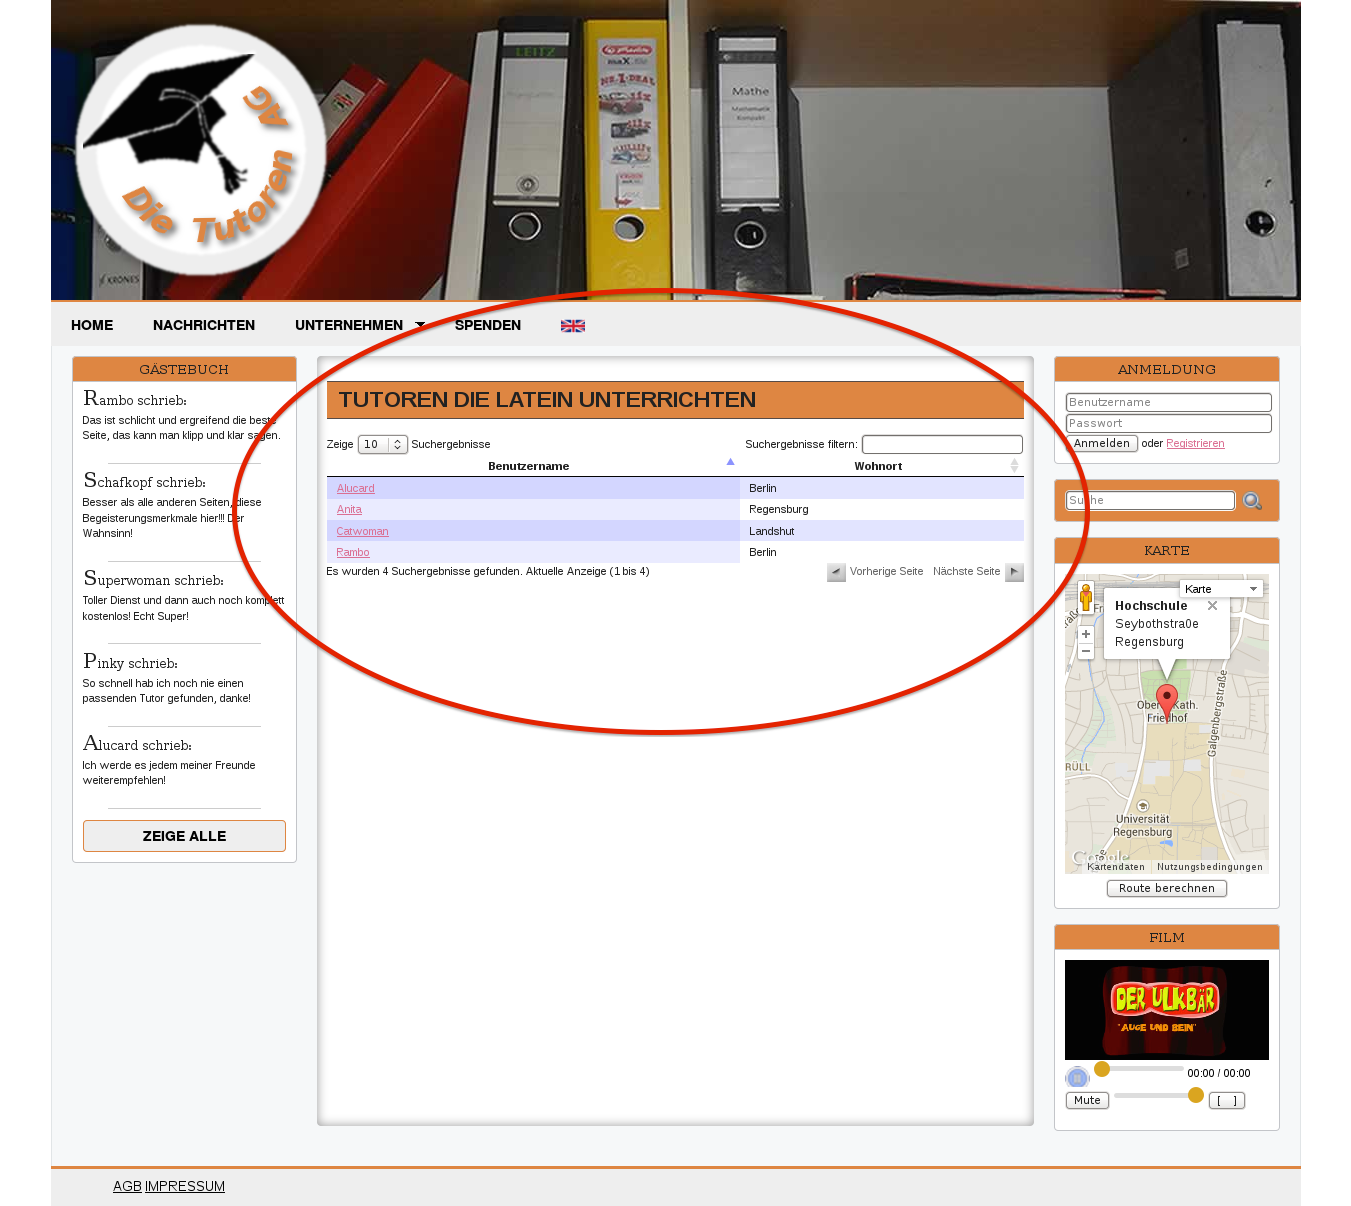 Die Tutoren AG
KRONES
LEITZ
maX.file
NR.1-DEAL
Mathe
Mathematik
Kompakt
HOME
NACHRICHTEN
UNTERNEHMEN
SPENDEN
GÄSTEBUCH
Rambo schrieb:
Das ist schlicht und ergreifend die beste
Seite, das kann man klipp und klar sagen.
Schafkopf schrieb:
Besser als alle anderen Seiten, diese
Begeisterungsmerkmale hier!!! Der
Wahnsinn!
Superwoman schrieb:
Toller Dienst und dann auch noch komplett
kostenlos! Echt Super!
Pinky schrieb:
So schnell hab ich noch nie einen
passenden Tutor gefunden, danke!
Alucard schrieb:
Ich werde es jedem meiner Freunde
weiterempfehlen!
ZEIGE ALLE
TUTOREN DIE LATEIN UNTERRICHTEN
Zeige 10 Suchergebnisse
Suchergebnisse filtern:
Benutzername Wohnort
Alucard Berlin
Anita Regensburg
Catwoman Landshut
Rambo Berlin
Es wurden 4 Suchergebnisse gefunden. Aktuelle Anzeige (1 bis 4)
Vorherige Seite Nächste Seite
ANMELDUNG
Benutzername
Passwort
Anmelden oder Registrieren
Suche
KARTE
Karte
Hochschule
Seybothstraße
Regensburg
+
−
Kath.
Friedhof
Galgenbergstraße
RÜLL
Universität
Regensburg
Google
Kartendaten Nutzungsbedingungen
Route berechnen
FILM
DER ULKBÄR
"AUGE UND BEIN"
00:00 / 00:00
Mute
[ ]
AGB IMPRESSUM